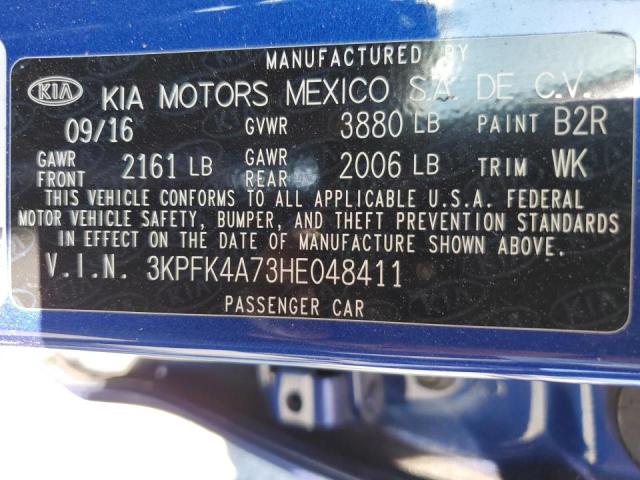 MANUFACTURED BY
KIA KIA MOTORS MEXICO S.A. DE C.V.
09/16 GVWR 3880 LB PAINT B2R
GAWR FRONT 2161 LB GAWR REAR 2006 LB TRIM WK
THIS VEHICLE CONFORMS TO ALL APPLICABLE U.S.A. FEDERAL
MOTOR VEHICLE SAFETY, BUMPER, AND THEFT PREVENTION STANDARDS
IN EFFECT ON THE DATE OF MANUFACTURE SHOWN ABOVE.
V.I.N. 3KPFK4A73HE048411
PASSENGER CAR